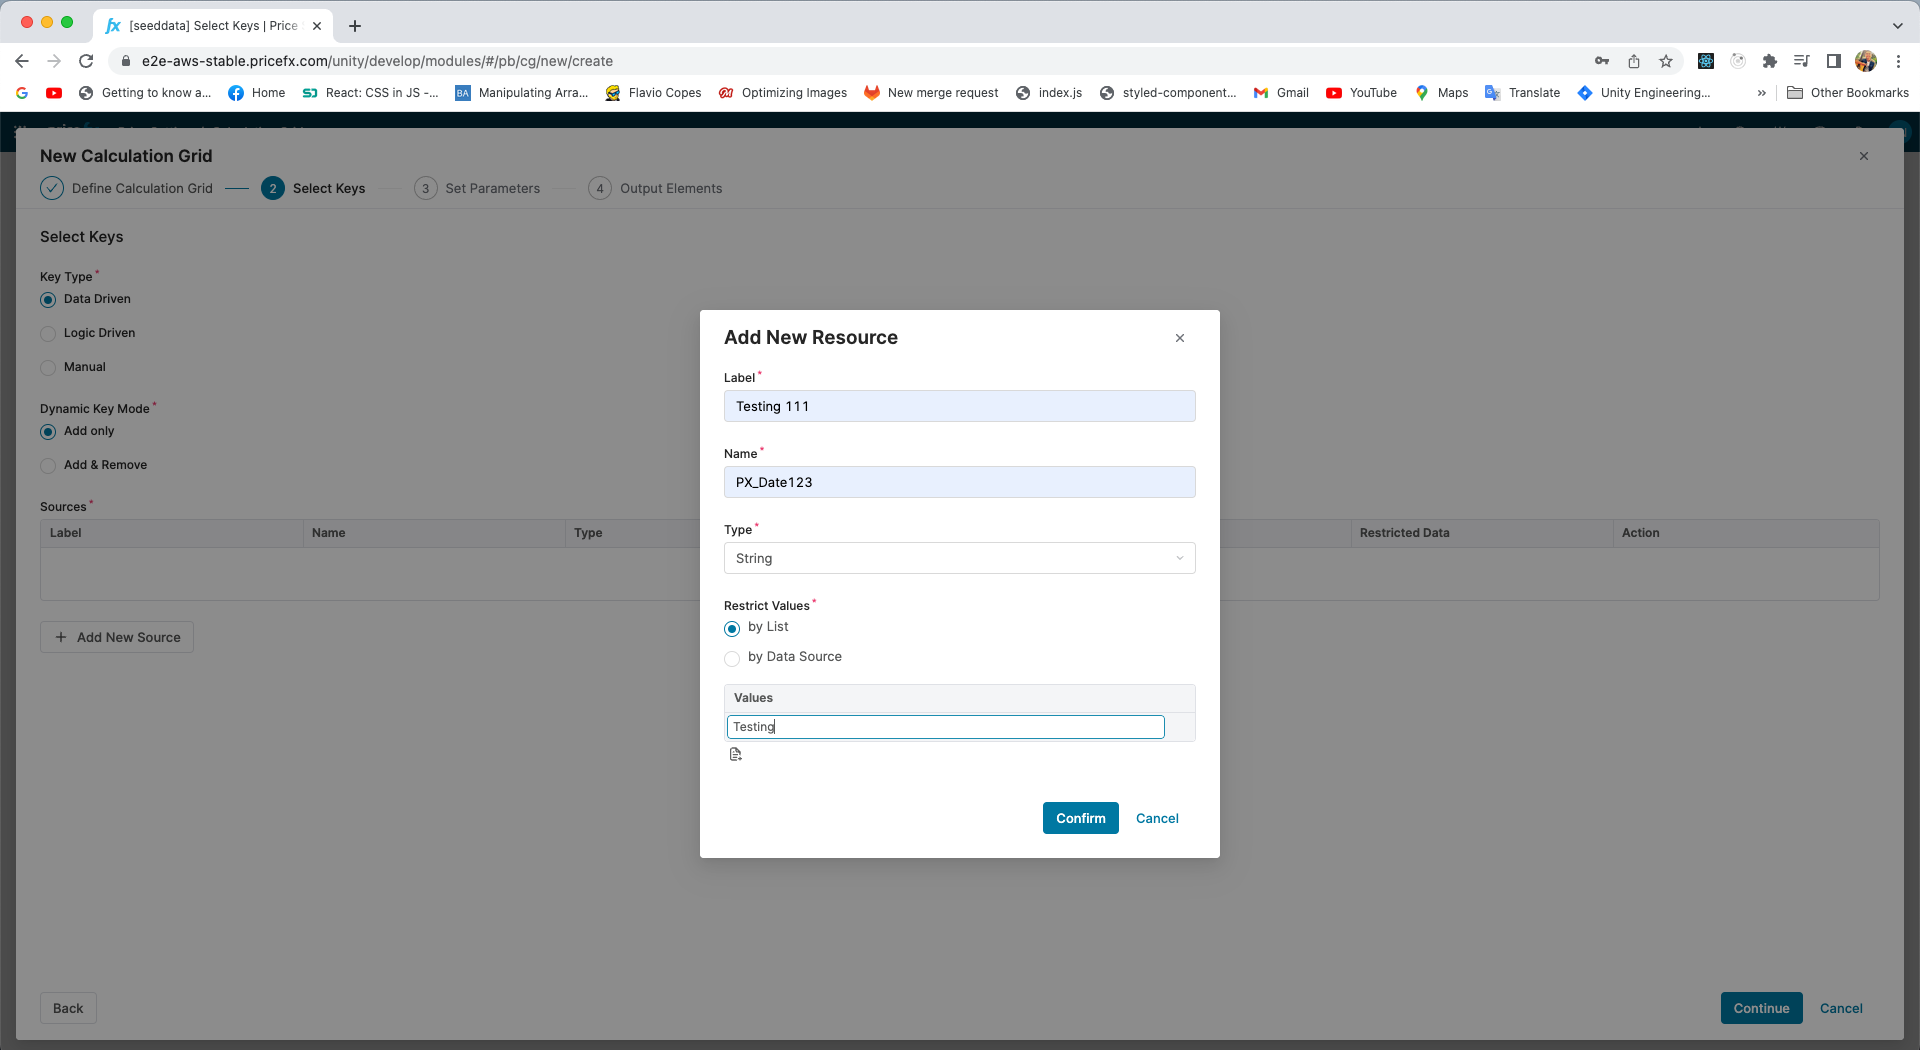 [seeddata] Select Keys | Price
e2e-aws-stable.pricefx.com/unity/develop/modules/#/pb/cg/new/create
Getting to know a... Home React: CSS in JS -... BA Manipulating Arra... Flavio Copes Optimizing Images New merge request index.js styled-component... Gmail YouTube Maps Translate Unity Engineering... » Other Bookmarks
New Calculation Grid
Define Calculation Grid 2 Select Keys 3 Set Parameters 4 Output Elements
Select Keys
Key Type*
Data Driven
Logic Driven
Manual
Dynamic Key Mode*
Add only
Add & Remove
Sources*
Label Name Type Restricted Data Action
+ Add New Source
Add New Resource
Label*
Testing 111
Name*
PX_Date123
Type*
String
Restrict Values*
by List
by Data Source
Values
Testing
Confirm Cancel
Back Continue Cancel